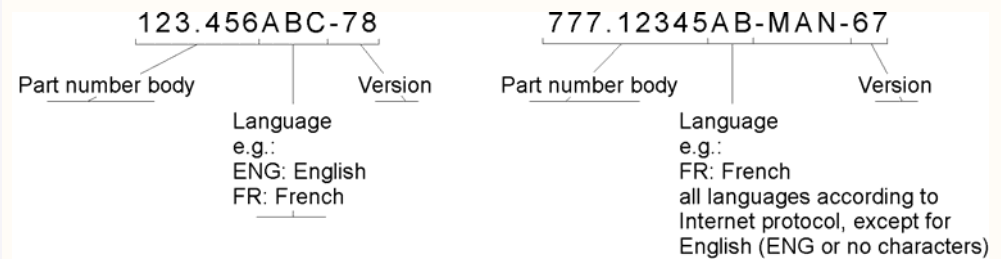 123.456ABC-78
Part number body
Version
Language
e.g.:
ENG: English
FR: French
777.12345AB-MAN-67
Part number body
Version
Language
e.g.:
FR: French
all languages according to
Internet protocol, except for
English (ENG or no characters)